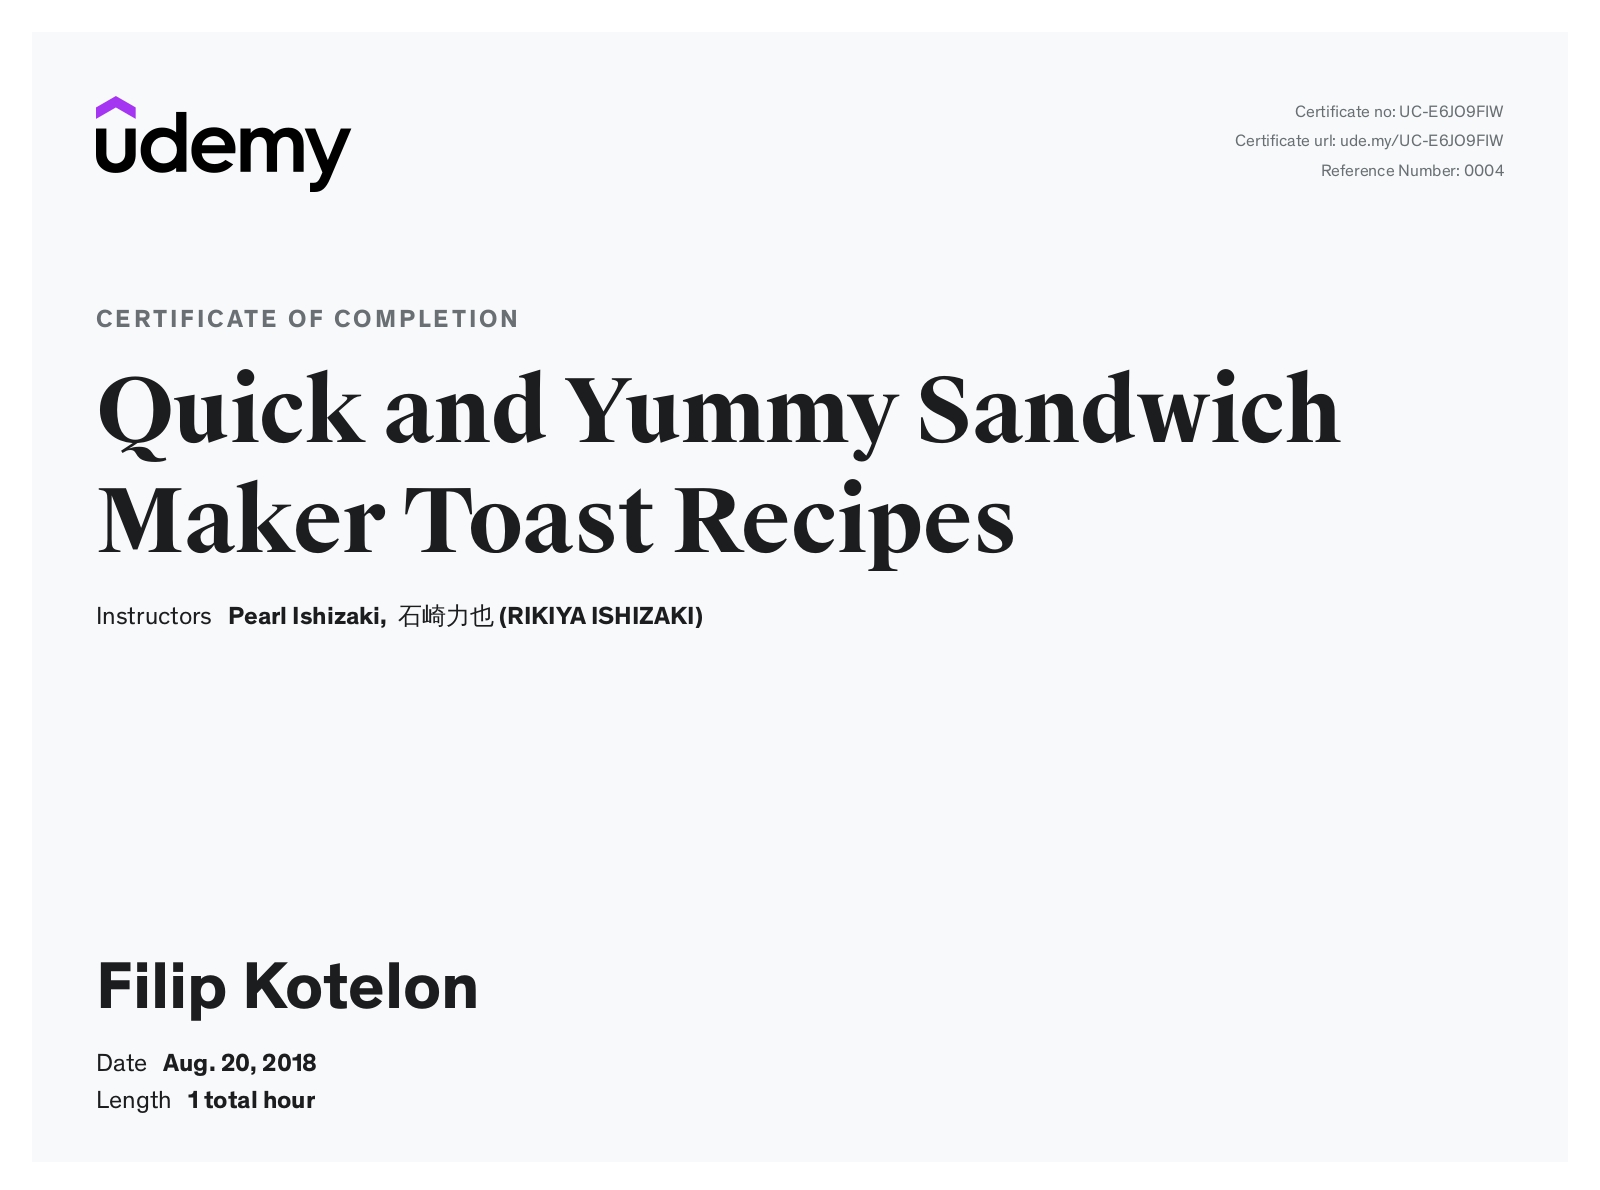 udemy
Certificate no: UC-E6JO9FIW
Certificate url: ude.my/UC-E6JO9FIW
Reference Number: 0004
CERTIFICATE OF COMPLETION
Quick and Yummy Sandwich
Maker Toast Recipes
Instructors Pearl Ishizaki, 石崎力也 (RIKIYA ISHIZAKI)
Filip Kotelon
Date Aug. 20, 2018
Length 1 total hour